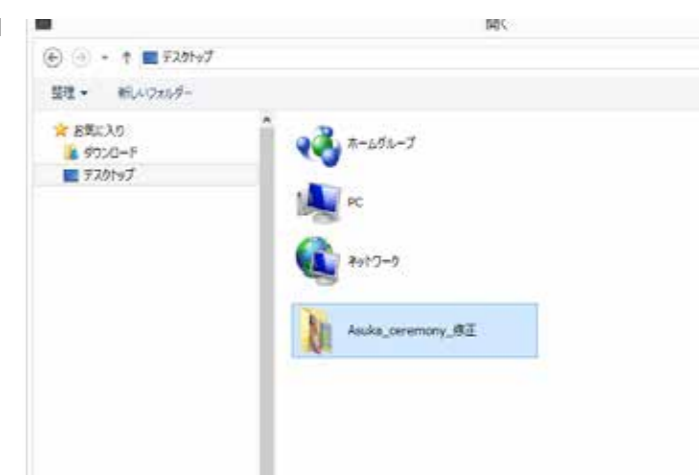 開く
デスクトップ
整理 新しいフォルダー
お気に入り
ダウンロード
デスクトップ
ホームグループ
PC
ネットワーク
Asuka_ceremony_修正